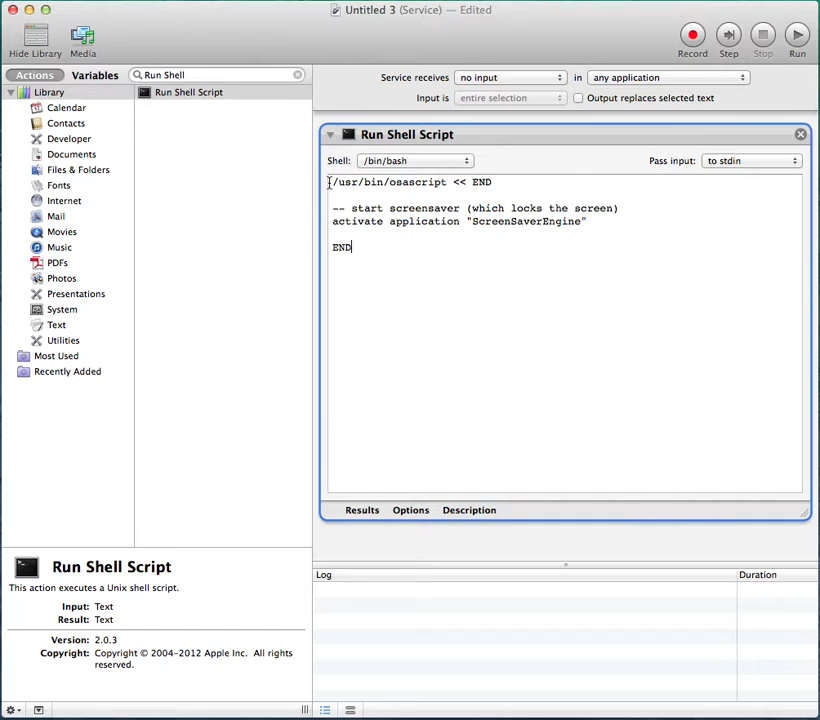 Untitled 3 (Service) — Edited
Hide Library Media Record Step Stop Run
Actions Variables Run Shell
Service receives no input in any application
Input is entire selection Output replaces selected text
Library
Calendar
Contacts
Developer
Documents
Files & Folders
Fonts
Internet
Mail
Movies
Music
PDFs
Photos
Presentations
System
Text
Utilities
Most Used
Recently Added
Run Shell Script
Run Shell Script
Shell: /bin/bash Pass input: to stdin
/usr/bin/osascript << END
-- start screensaver (which locks the screen)
activate application "ScreenSaverEngine"
END
Results Options Description
Run Shell Script
This action executes a Unix shell script.
Input: Text
Result: Text
Version: 2.0.3
Copyright: Copyright © 2004-2012 Apple Inc. All rights
reserved.
Log Duration